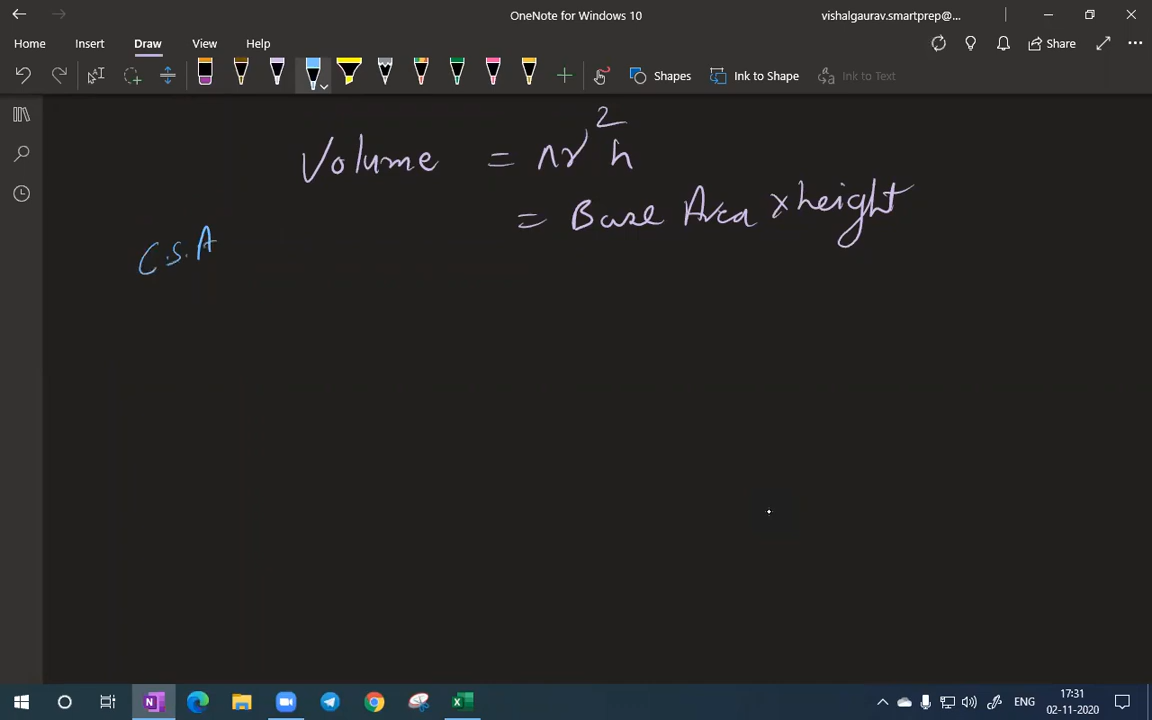 OneNote for Windows 10
vishalgaurav.smartprep@...
Home Insert Draw View Help
Share
Shapes Ink to Shape Ink to Text
Volume = πr²h
= Base Area × height
C.S.A
ENG
17:31
02-11-2020